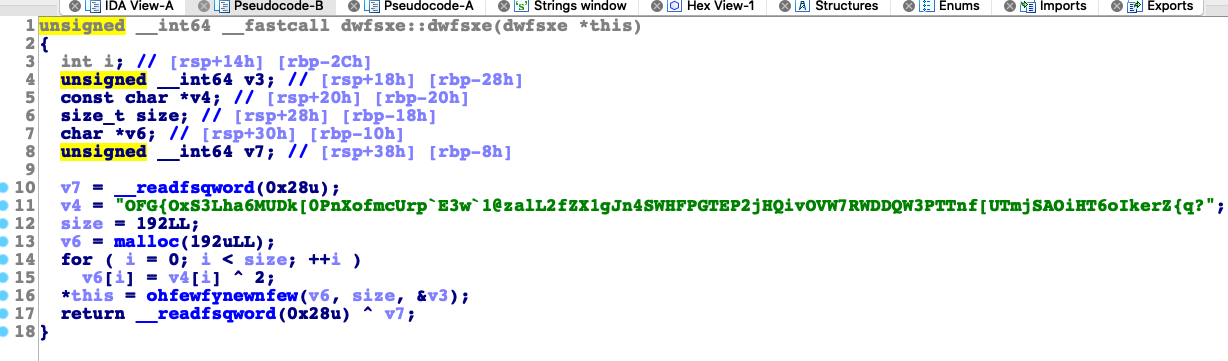 IDA View-A Pseudocode-B Pseudocode-A Strings window Hex View-1 Structures Enums Imports Exports
1 unsigned __int64 __fastcall dwfsxe::dwfsxe(dwfsxe *this)
2 {
3 int i; // [rsp+14h] [rbp-2Ch]
4 unsigned __int64 v3; // [rsp+18h] [rbp-28h]
5 const char *v4; // [rsp+20h] [rbp-20h]
6 size_t size; // [rsp+28h] [rbp-18h]
7 char *v6; // [rsp+30h] [rbp-10h]
8 unsigned __int64 v7; // [rsp+38h] [rbp-8h]
9
10 v7 = __readfsqword(0x28u);
11 v4 = "OFG{OxS3Lha6MUDk[0PnXofmcUrp`E3w`1@zalL2fZX1gJn4SWHFPGTEP2jHQivOVW7RWDDQW3PTTnf[UTmjSAOiHT6oIkerZ{q?";
12 size = 192LL;
13 v6 = malloc(192uLL);
14 for ( i = 0; i < size; ++i )
15 v6[i] = v4[i] ^ 2;
16 *this = ohfewfynewnfew(v6, size, &v3);
17 return __readfsqword(0x28u) ^ v7;
18 }